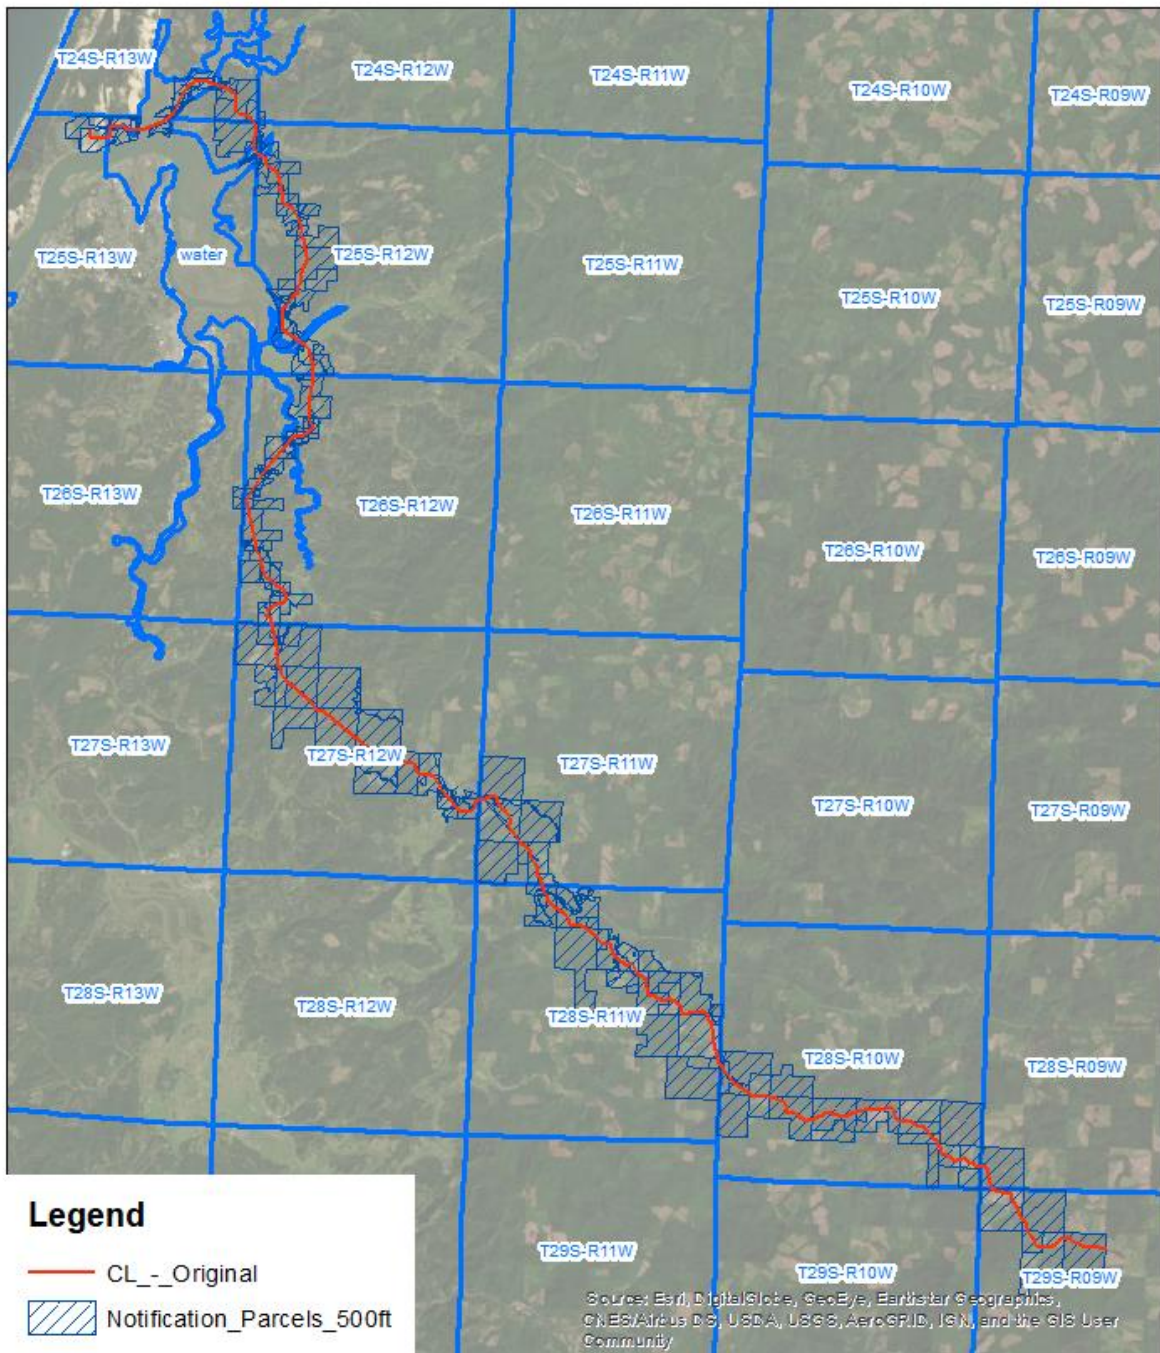 T24S-R13W
T24S-R12W
T24S-R11W
T24S-R10W
T24S-R09W
T25S-R13W
water
T25S-R12W
T25S-R11W
T25S-R10W
T25S-R09W
T26S-R13W
T26S-R12W
T26S-R11W
T26S-R10W
T26S-R09W
T27S-R13W
T27S-R12W
T27S-R11W
T27S-R10W
T27S-R09W
T28S-R13W
T28S-R12W
T28S-R11W
T28S-R10W
T28S-R09W
T29S-R11W
T29S-R10W
T29S-R09W
Legend
CL_-_Original
Notification_Parcels_500ft
Source: Esri, DigitalGlobe, GeoEye, Earthstar Geographics,
CNES/Airbus DS, USDA, USGS, AeroGRID, IGN, and the GIS User
Community